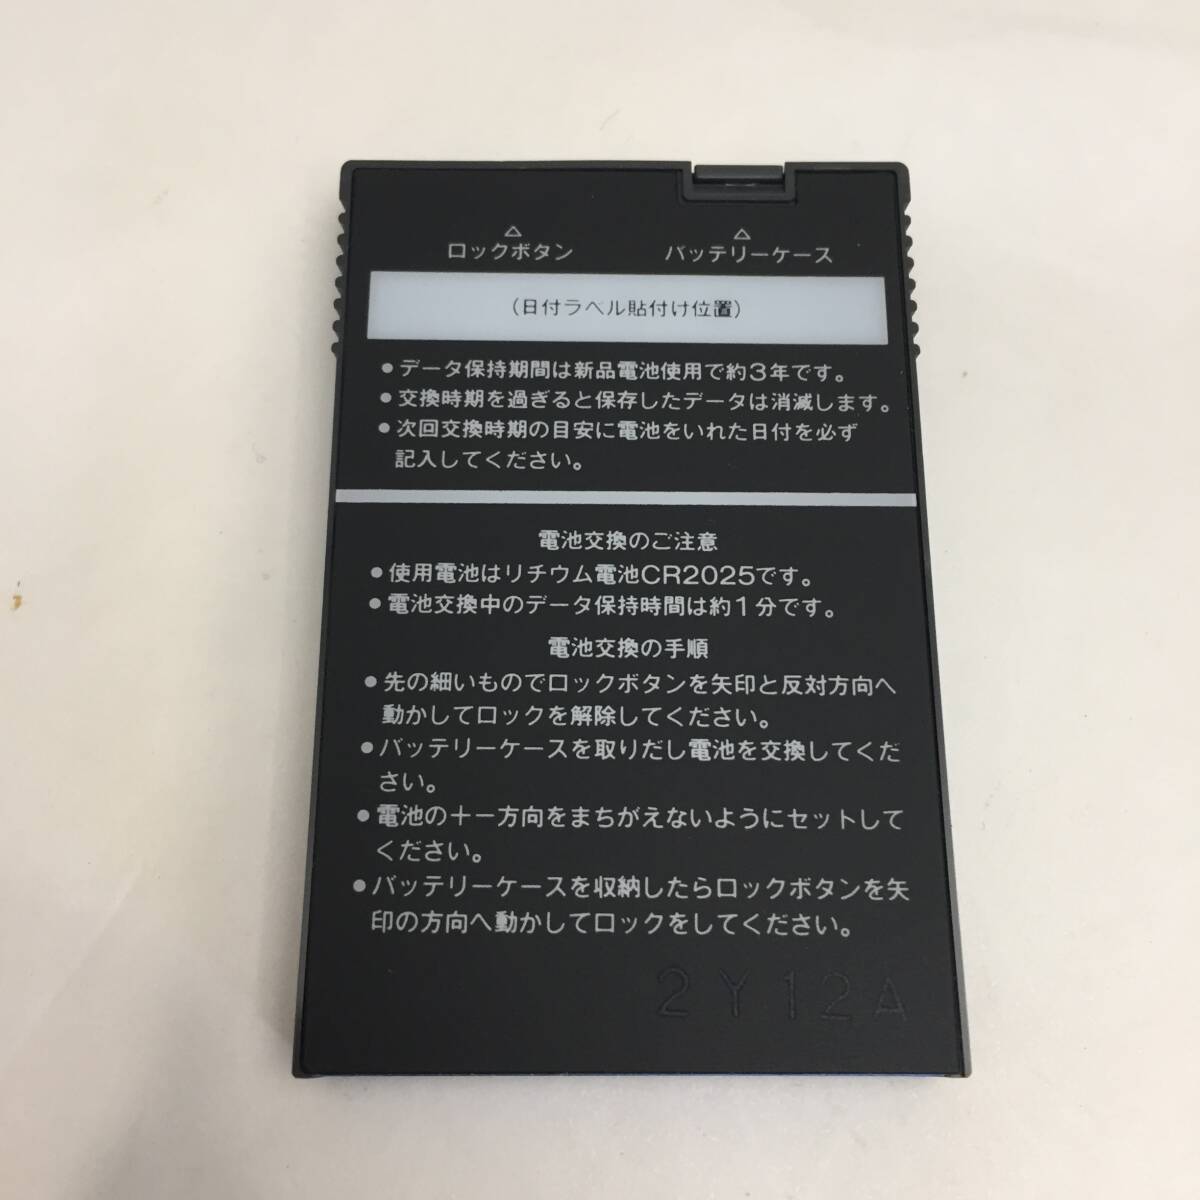 △ △
ロックボタン バッテリーケース
(日付ラベル貼付け位置)
●データ保持期間は新品電池使用で約3年です。
●交換時期を過ぎると保存したデータは消滅します。
●次回交換時期の目安に電池をいれた日付を必ず
記入してください。
電池交換のご注意
●使用電池はリチウム電池CR2025です。
●電池交換中のデータ保持時間は約1分です。
電池交換の手順
●先の細いものでロックボタンを矢印と反対方向へ
動かしてロックを解除してください。
●バッテリーケースを取りだし電池を交換してくだ
さい。
●電池の＋－方向をまちがえないようにセットして
ください。
●バッテリーケースを収納したらロックボタンを矢
印の方向へ動かしてロックをしてください。
2Y12A